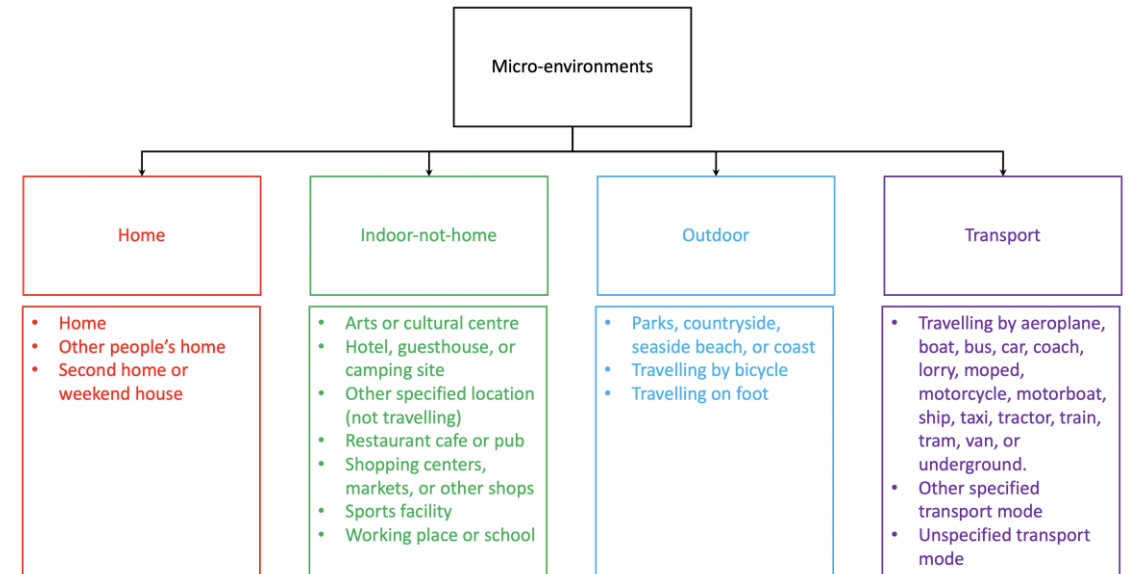 Micro-environments
Home
Indoor-not-home
Outdoor
Transport
• Home
• Other people's home
• Second home or
weekend house
• Arts or cultural centre
• Hotel, guesthouse, or
camping site
• Other specified location
(not travelling)
• Restaurant cafe or pub
• Shopping centers,
markets, or other shops
• Sports facility
• Working place or school
• Parks, countryside,
seaside beach, or coast
• Travelling by bicycle
• Travelling on foot
• Travelling by aeroplane,
boat, bus, car, coach,
lorry, moped,
motorcycle, motorboat,
ship, taxi, tractor, train,
tram, van, or
underground.
• Other specified
transport mode
• Unspecified transport
mode